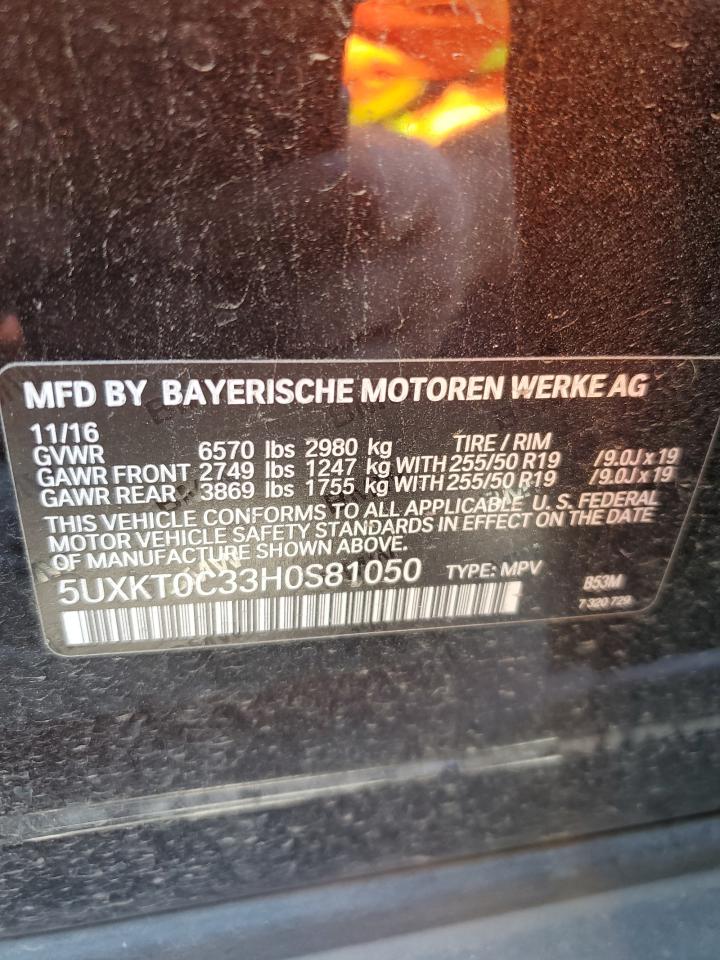 MFD BY BAYERISCHE MOTOREN WERKE AG
11/16
GVWR 6570 lbs 2980 kg TIRE / RIM
GAWR FRONT 2749 lbs 1247 kg WITH 255/50 R19 /9.0J x 19
GAWR REAR 3869 lbs 1755 kg WITH 255/50 R19 /9.0J x 19
THIS VEHICLE CONFORMS TO ALL APPLICABLE U. S. FEDERAL
MOTOR VEHICLE SAFETY STANDARDS IN EFFECT ON THE DATE
OF MANUFACTURE SHOWN ABOVE.
5UXKT0C33H0S81050 TYPE: MPV B53M
7 320 729